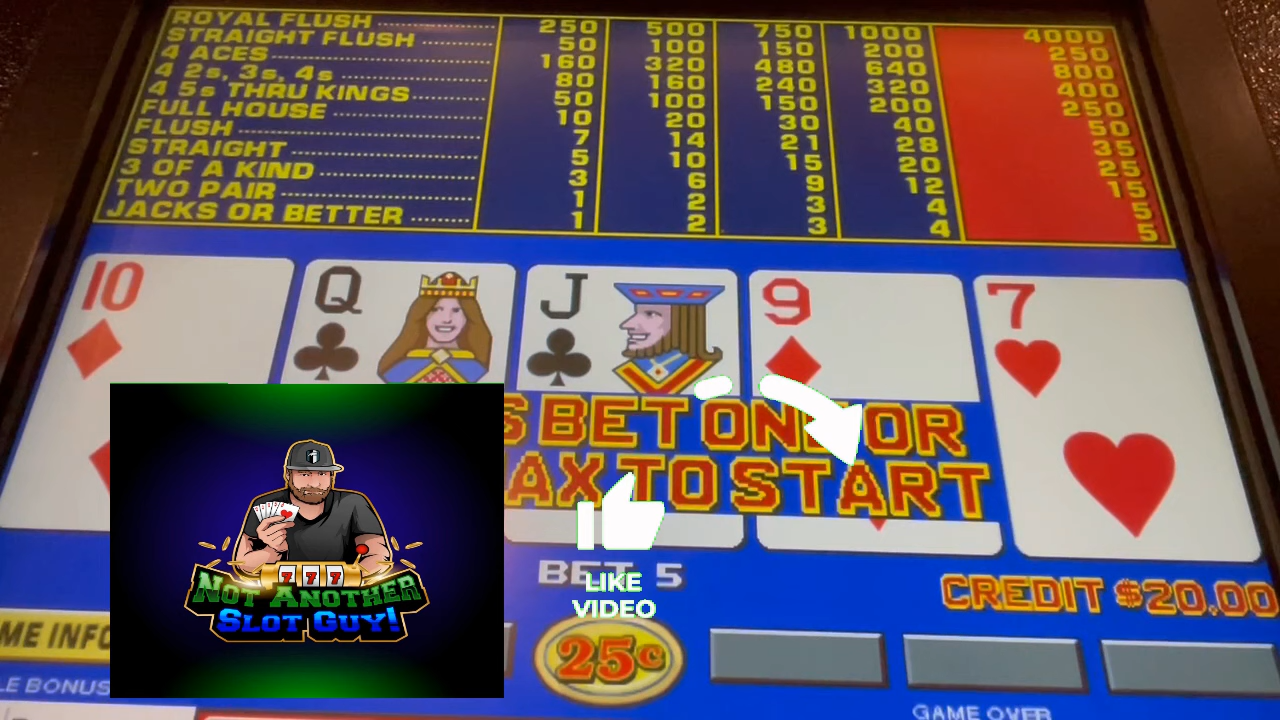 ROYAL FLUSH 250 500 750 1000 4000
STRAIGHT FLUSH 50 100 150 200 250
4 ACES 160 320 480 640 800
4 2s, 3s, 4s 80 160 240 320 400
4 5s THRU KINGS 50 100 150 200 250
FULL HOUSE 10 20 30 40 50
FLUSH 7 14 21 28 35
STRAIGHT 5 10 15 20 25
3 OF A KIND 3 6 9 12 15
TWO PAIR 1 2 3 4 5
JACKS OR BETTER 1 2 3 4 5
10 Q J 9 7
S BET ONE OR
AX TO START
BET 5
CREDIT $20.00
LIKE
VIDEO
777
NOT ANOTHER
SLOT GUY!
ME INFO
25¢
LE BONUS
GAME OVER